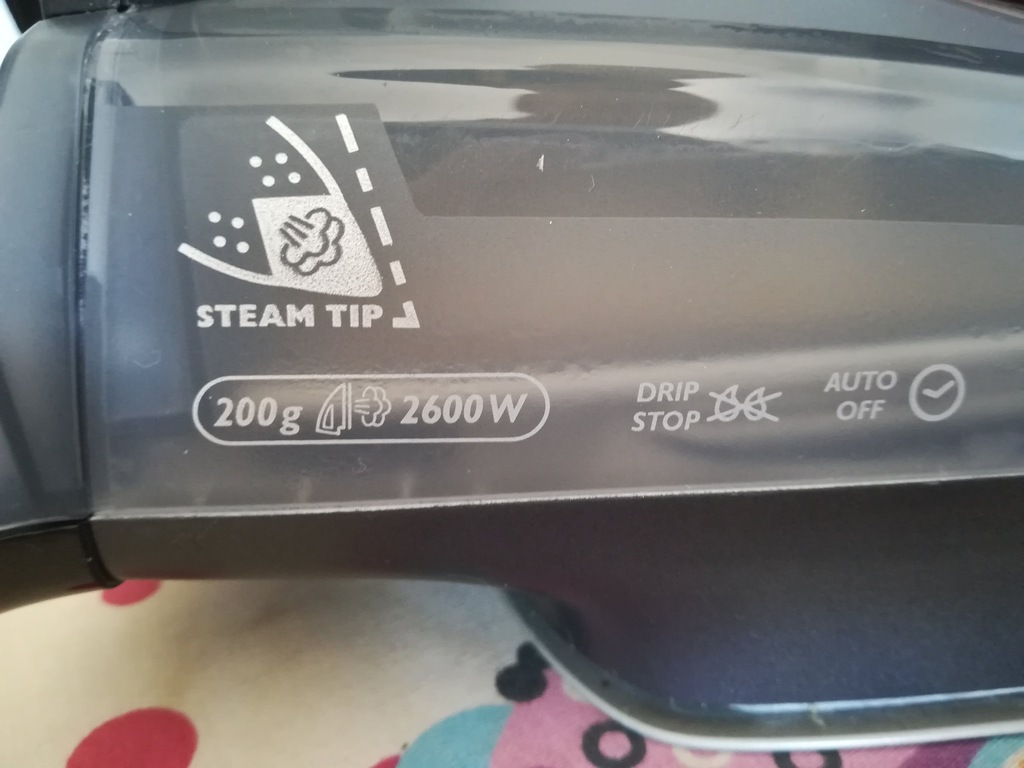 STEAM TIP
200g 2600W
DRIP
STOP
AUTO
OFF